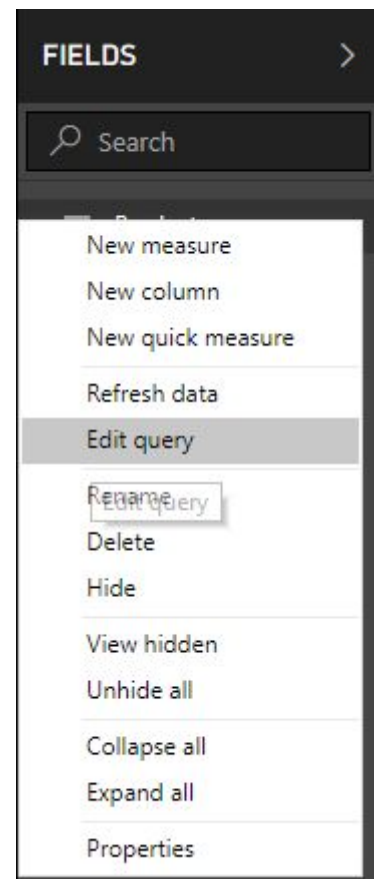 FIELDS
Search
New measure
New column
New quick measure
Refresh data
Edit query
Rename
Edit query
Delete
Hide
View hidden
Unhide all
Collapse all
Expand all
Properties